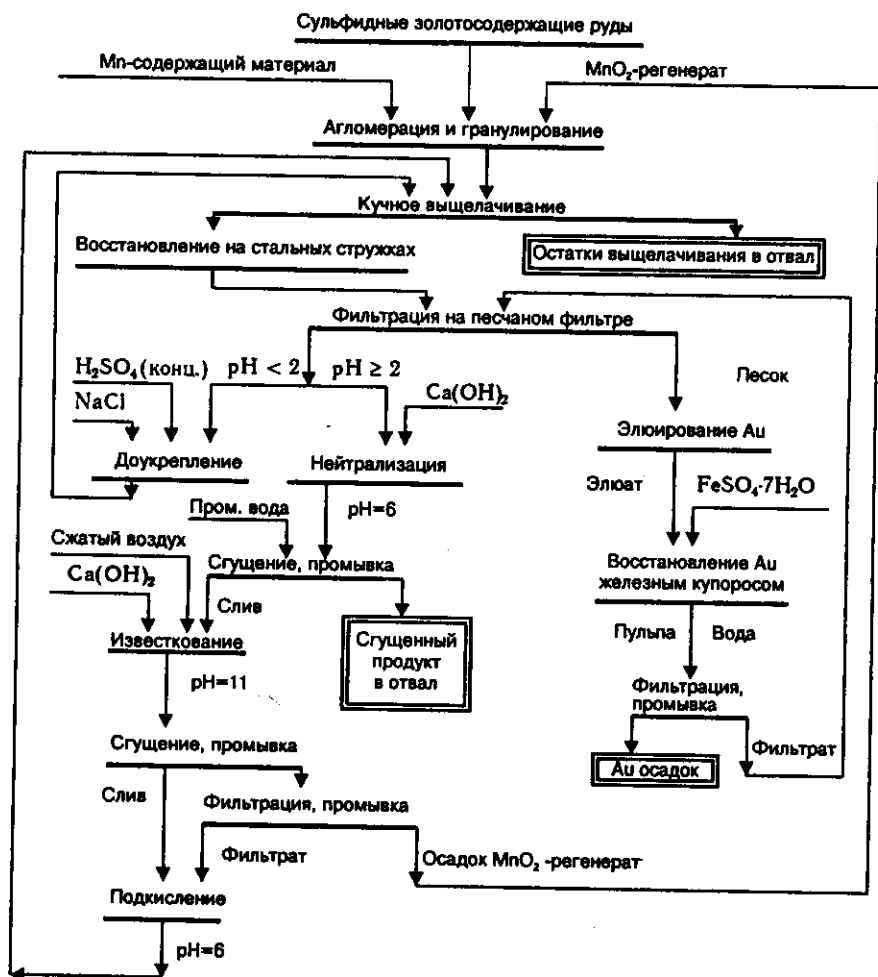 Сульфидные золотосодержащие руды
Mn-содержащий материал
MnO₂-регенерат
Агломерация и гранулирование
Кучное выщелачивание
Восстановление на стальных стружках
Остатки выщелачивания в отвал
Фильтрация на песчаном фильтре
H₂SO₄ (конц.)
pH < 2
pH ≥ 2
Песок
NaCl
Ca(OH)₂
Элюирование Au
Доукрепление
Нейтрализация
Элюат
FeSO₄·7H₂O
Пром. вода
pH=6
Сжатый воздух
Сгущение, промывка
Восстановление Au
железным купоросом
Ca(OH)₂
Слив
Известкование
Сгущенный
продукт
в отвал
Пульпа
Вода
pH=11
Фильтрация,
промывка
Сгущение, промывка
Au осадок
Фильтрат
Слив
Фильтрация, промывка
Фильтрат
Осадок MnO₂ -регенерат
Подкисление
pH=6